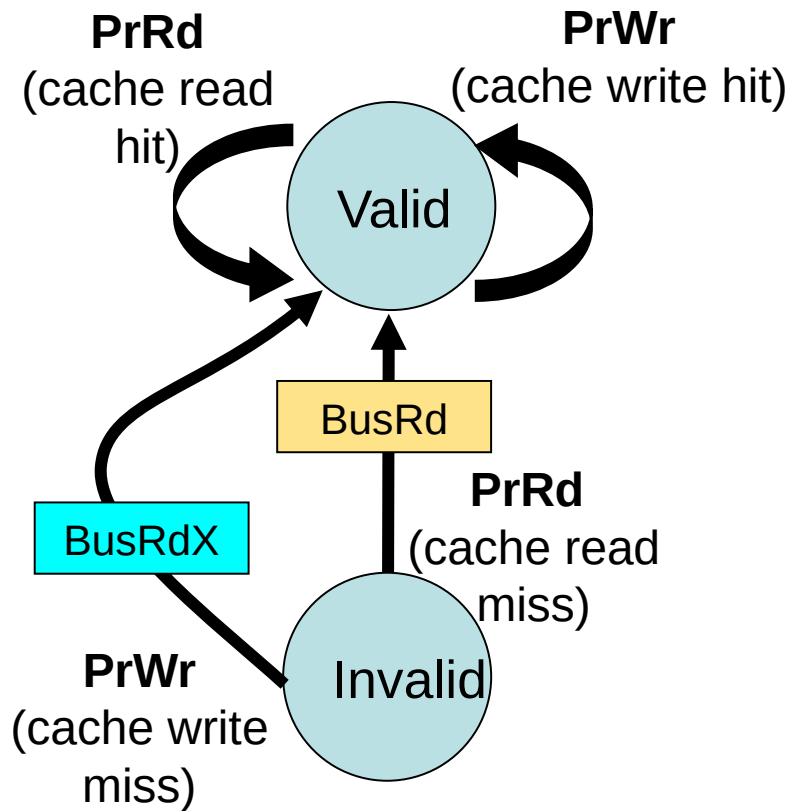 PrRd
(cache read
hit)
PrWr
(cache write hit)
Valid
BusRd
PrRd
(cache read
miss)
BusRdX
Invalid
PrWr
(cache write
miss)